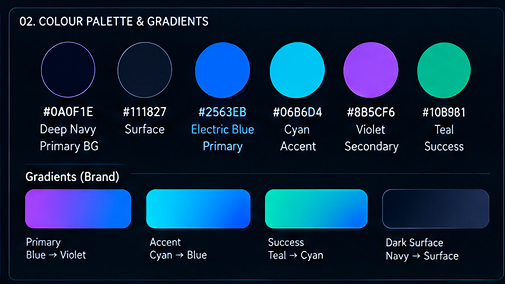 02. COLOUR PALETTE & GRADIENTS
#0A0F1E
Deep Navy
Primary BG
#111827
Surface
#2563EB
Electric Blue
Primary
#06B6D4
Cyan
Accent
#8B5CF6
Violet
Secondary
#10B981
Teal
Success
Gradients (Brand)
Primary
Blue → Violet
Accent
Cyan → Blue
Success
Teal → Cyan
Dark Surface
Navy → Surface